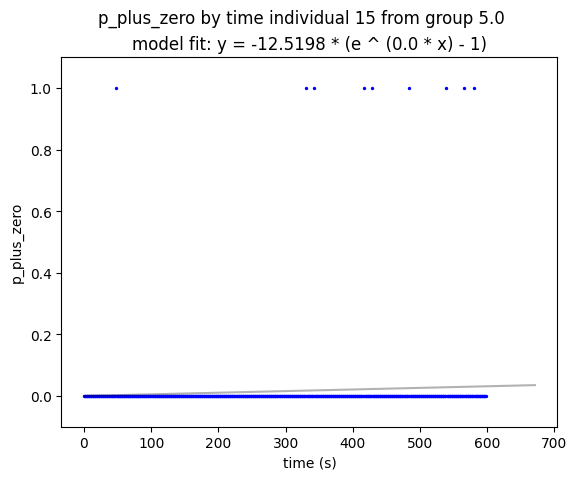 p_plus_zero by time individual 15 from group 5.0
model fit: y = -12.5198 * (e ^ (0.0 * x) - 1)
1.0
0.8
0.6
0.4
0.2
0.0
p_plus_zero
0 100 200 300 400 500 600 700
time (s)